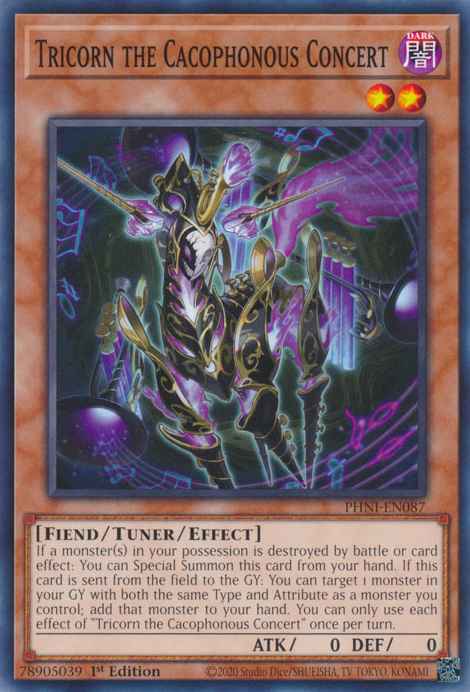 TRICORN THE CACOPHONOUS CONCERT
DARK
闇
PHNI-EN087
[FIEND/TUNER/EFFECT]
If a monster(s) in your possession is destroyed by battle or card
effect: You can Special Summon this card from your hand. If this
card is sent from the field to the GY: You can target 1 monster in
your GY with both the same Type and Attribute as a monster you
control; add that monster to your hand. You can only use each
effect of "Tricorn the Cacophonous Concert" once per turn.
ATK/ 0 DEF/ 0
78905039 1st Edition ©2020 Studio Dice/SHUEISHA, TV TOKYO, KONAMI